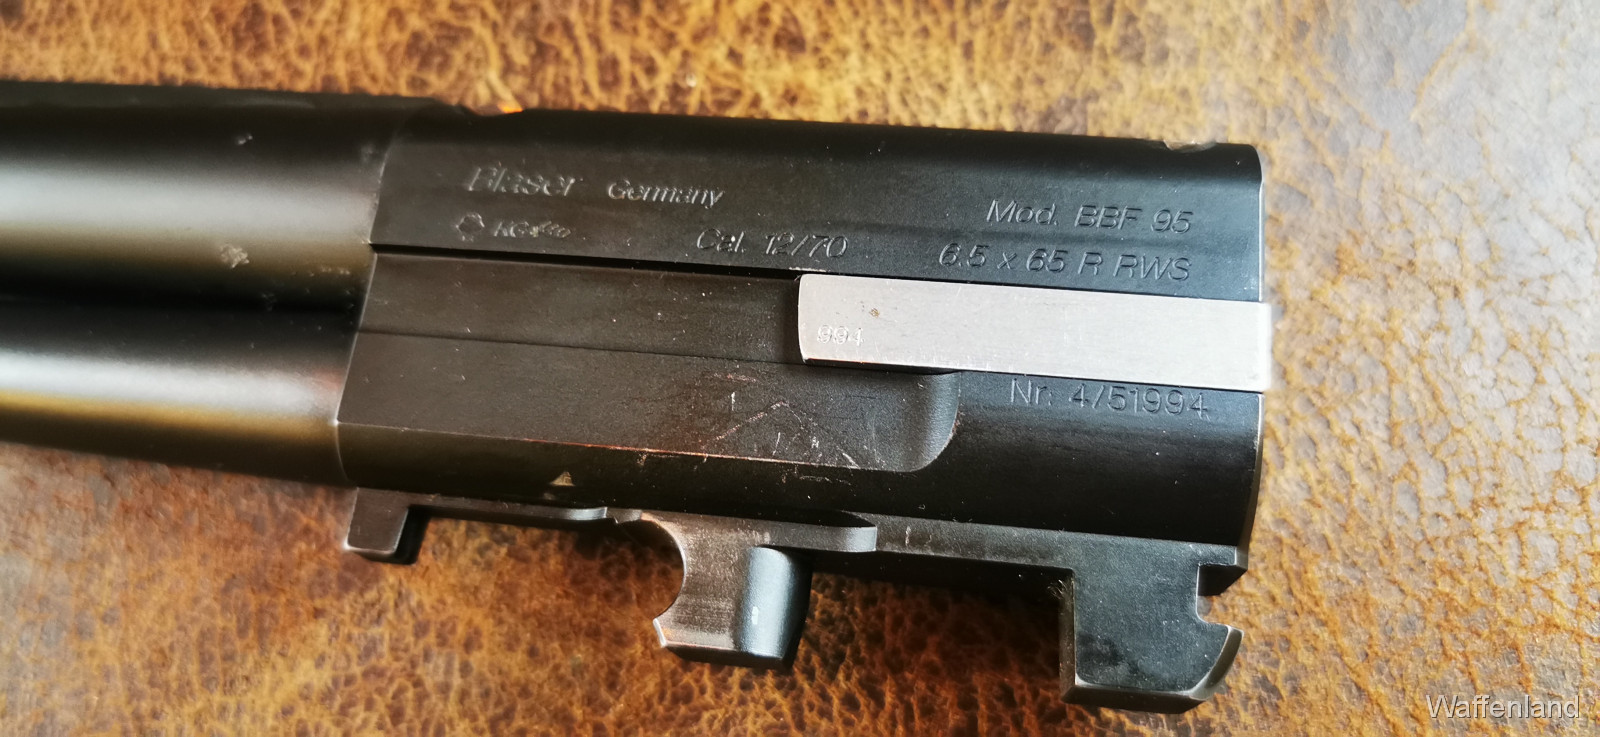 Blaser Germany
Mod. BBF 95
Cal. 12/70
6.5 x 65 R RWS
994
Nr. 4/51994
Waffenland